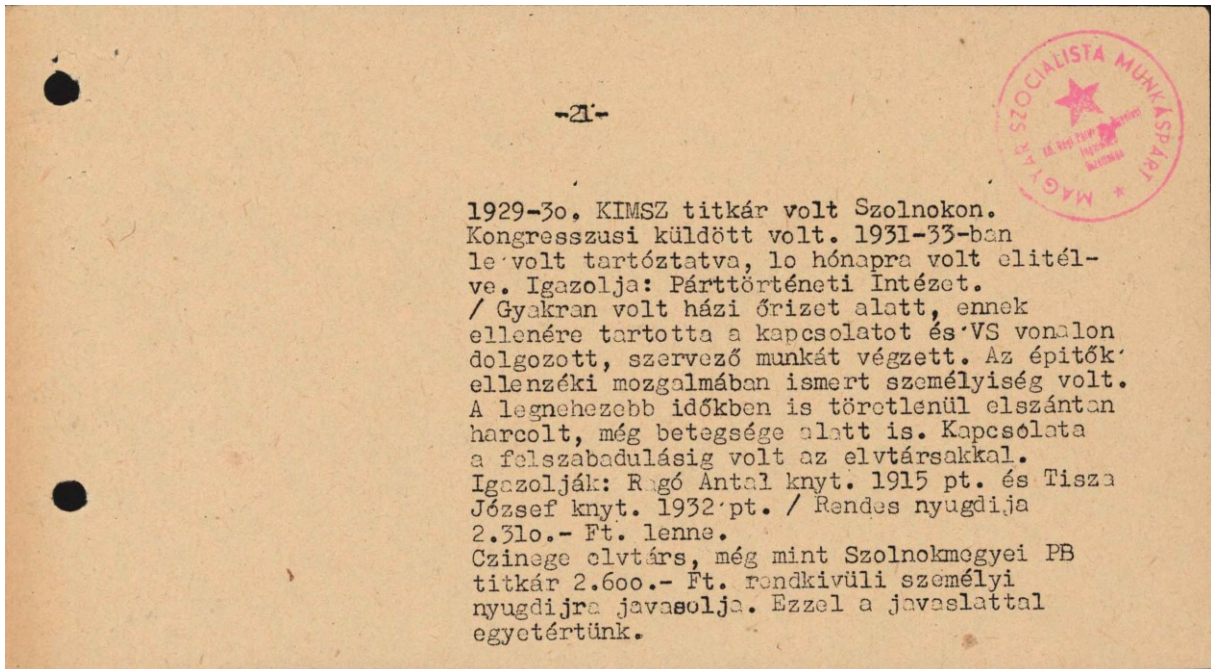 -21-
MAGYAR SZOCIALISTA MUNKÁSPÁRT
1929-3o. KIMSZ titkár volt Szolnokon.
Kongresszusi küldött volt. 1931-33-ban
le volt tartóztatva, lo hónapra volt elitél-
ve. Igazolja: Párttörténeti Intézet.
/ Gyakran volt házi őrizet alatt, ennek
ellenére tartotta a kapcsolatot és VS vonalon
dolgozott, szervező munkát végzett. Az épitők
ellenzéki mozgalmában ismert személyiség volt.
A legnehezebb időkben is töretlenül elszántan
harcolt, még betegsége alatt is. Kapcsolata
a felszabadulásig volt az elvtársakkal.
Igazolják: Ragó Antal knyt. 1915 pt. és Tisza
József knyt. 1932 pt. / Rendes nyugdija
2.31o.- Ft. lenne.
Czinege elvtárs, még mint Szolnokmegyei PB
titkár 2.6oo.- Ft. rendkivüli személyi
nyugdijra javasolja. Ezzel a javaslattal
egyetértünk.